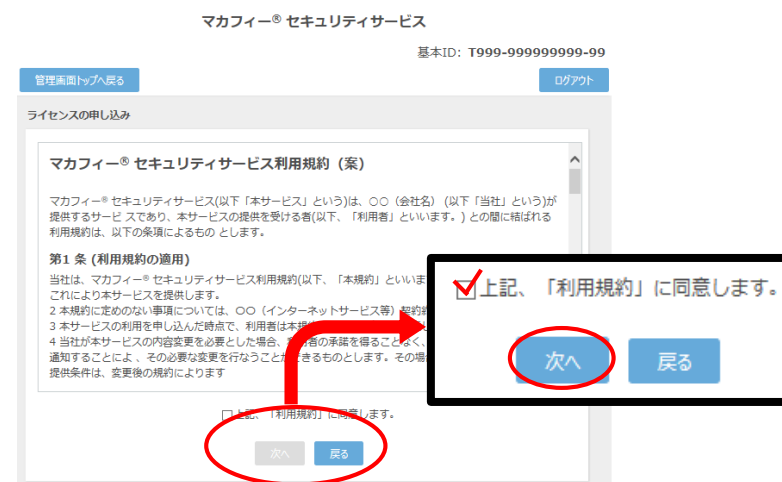 マカフィー® セキュリティサービス
基本ID: T999-999999999-99
管理画面トップへ戻る
ログアウト
ライセンスの申し込み
マカフィー® セキュリティサービス利用規約（案）
マカフィー® セキュリティサービス(以下「本サービス」という)は、〇〇（会社名） (以下「当社」という)が
提供するサービ スであり、本サービスの提供を受ける者(以下、「利用者」といいます。) との間に結ばれる
利用規約は、以下の条項によるもの とします。
第1 条 (利用規約の適用)
当社は、マカフィー® セキュリティサービス利用規約(以下、「本規約」といいま
これにより本サービスを提供します。
2 本規約に定めのない事項については、〇〇（インターネットサービス等）契約約
3 本サービスの利用を申し込んだ時点で、利用者は本規
4 当社が本サービスの内容変更を必要とした場合、
者の承諾を得ることなく、
通知することによ 、その必要な変更を行なうことができるものとします。その場
提供条件は、変更後の規約によります
上記、「利用規約」に同意します。
次へ
戻る
上記、「利用規約」に同意します。
次へ
戻る